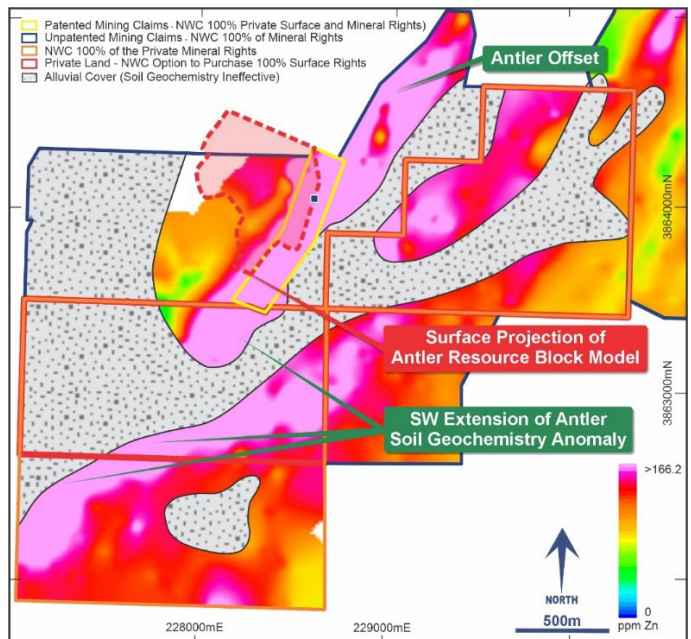 Patented Mining Claims - NWC 100% Private Surface and Mineral Rights)
Unpatented Mining Claims - NWC 100% of Mineral Rights
NWC 100% of the Private Mineral Rights
Private Land - NWC Option to Purchase 100% Surface Rights
Alluvial Cover (Soil Geochemistry Ineffective)
Antler Offset
3864000mN
Surface Projection of
Antler Resource Block Model
3863000mN
SW Extension of Antler
Soil Geochemistry Anomaly
>166.2
0
ppm Zn
NORTH
500m
228000mE
229000mE